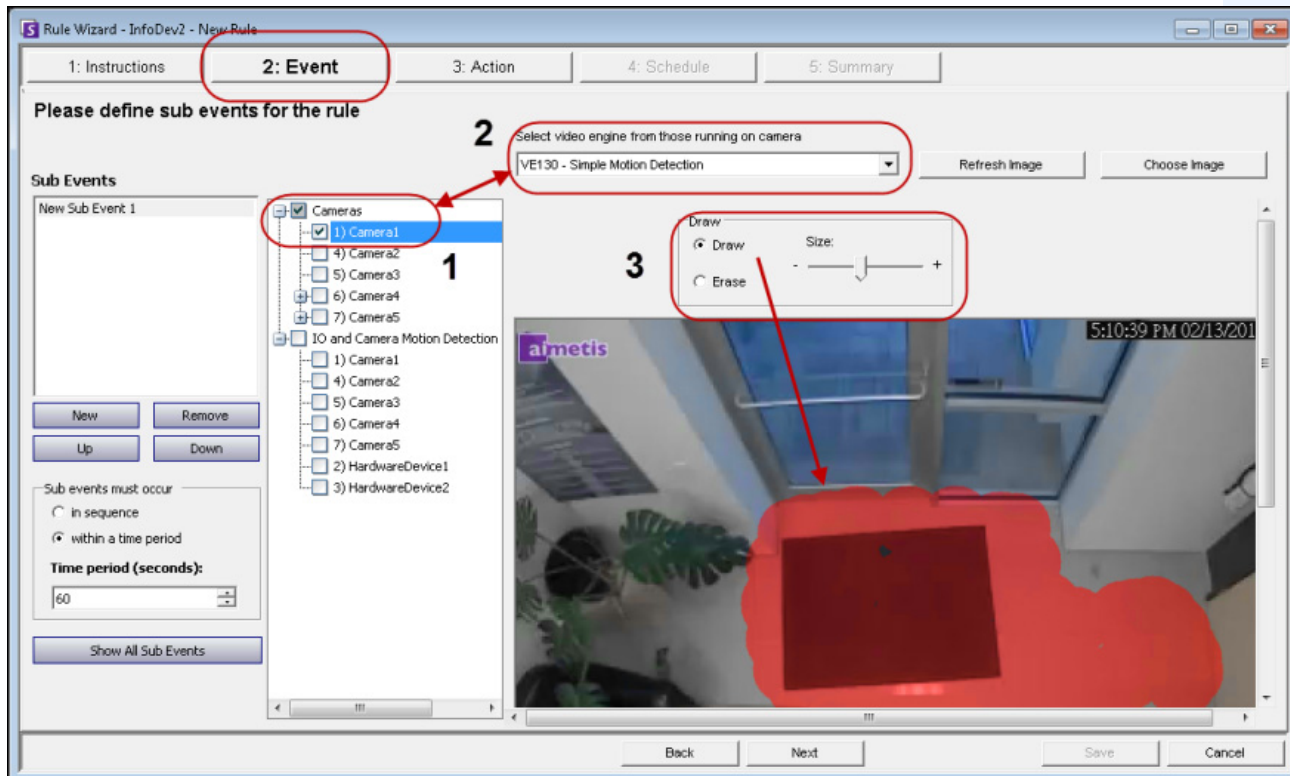 Rule Wizard - InfoDev2 - New Rule
1: Instructions
2: Event
3: Action
4: Schedule
5: Summary
Please define sub events for the rule
2
Select video engine from those running on camera
VE130 - Simple Motion Detection
Refresh Image
Choose Image
Sub Events
New Sub Event 1
New
Remove
Up
Down
Sub events must occur
in sequence
within a time period
Time period (seconds):
60
Show All Sub Events
Cameras
1) Camera1
4) Camera2
5) Camera3
6) Camera4
7) Camera5
IO and Camera Motion Detection
1) Camera1
4) Camera2
5) Camera3
6) Camera4
7) Camera5
2) HardwareDevice1
3) HardwareDevice2
1
3
Draw
Draw
Size:
- +
Erase
aimetis
5:10:39 PM 02/13/201
Back
Next
Save
Cancel